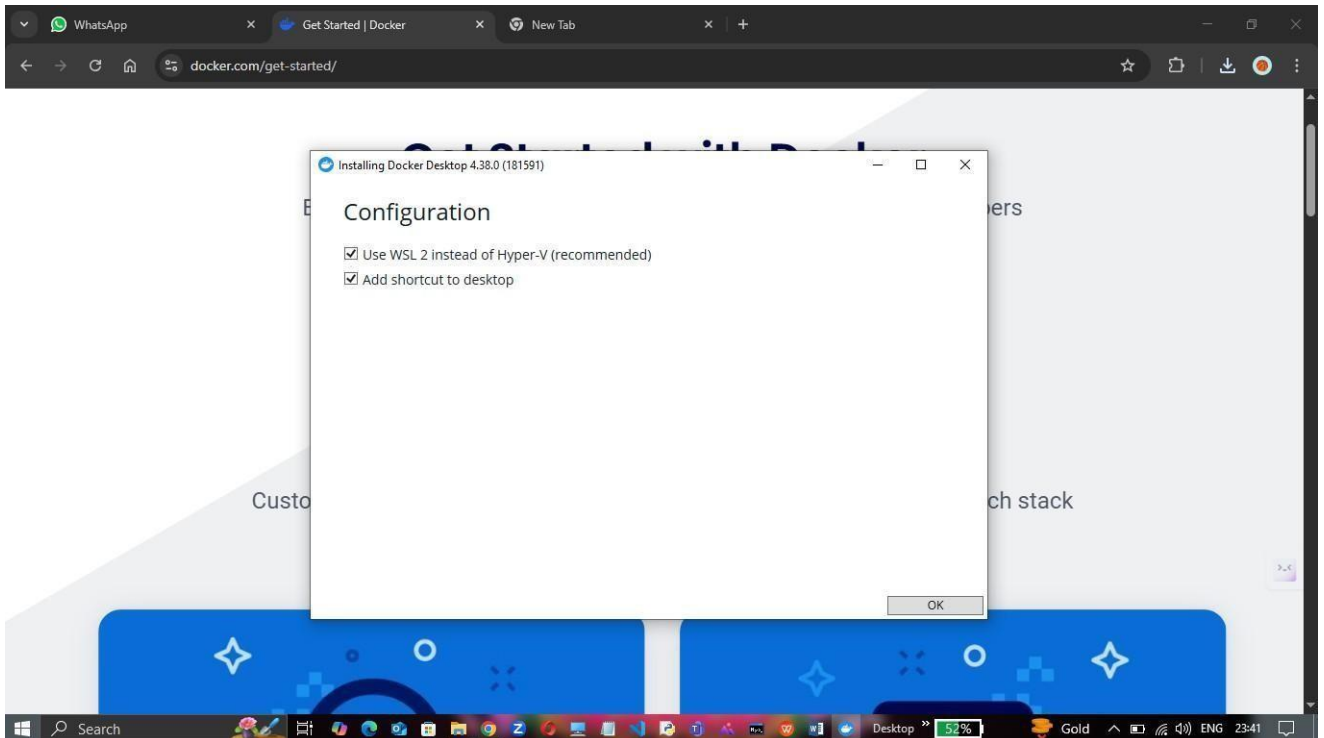 WhatsApp
Get Started | Docker
New Tab
docker.com/get-started/
Installing Docker Desktop 4.38.0 (181591)
ers
Configuration
Use WSL 2 instead of Hyper-V (recommended)
Add shortcut to desktop
Custo
ch stack
OK
Search
Desktop
52%
Gold
ENG
23:41